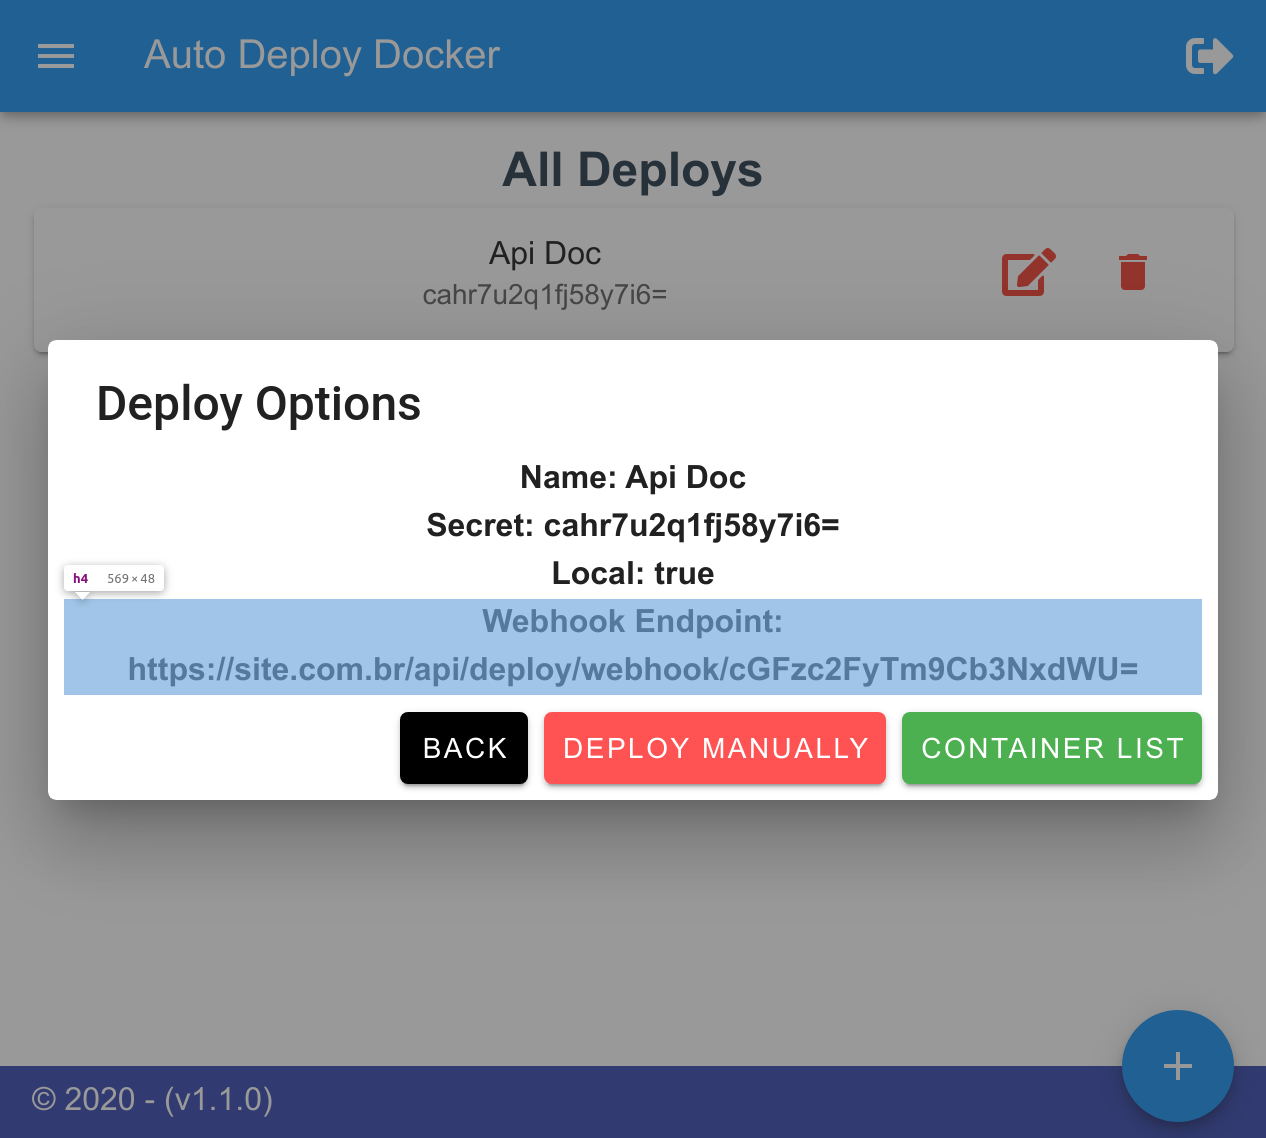 Auto Deploy Docker
All Deploys
Api Doc
cahr7u2q1fj58y7i6=
Deploy Options
Name: Api Doc
Secret: cahr7u2q1fj58y7i6=
Local: true
h4 569 × 48
Webhook Endpoint:
https://site.com.br/api/deploy/webhook/cGFzc2FyTm9Cb3NxdWU=
BACK DEPLOY MANUALLY CONTAINER LIST
© 2020 - (v1.1.0)